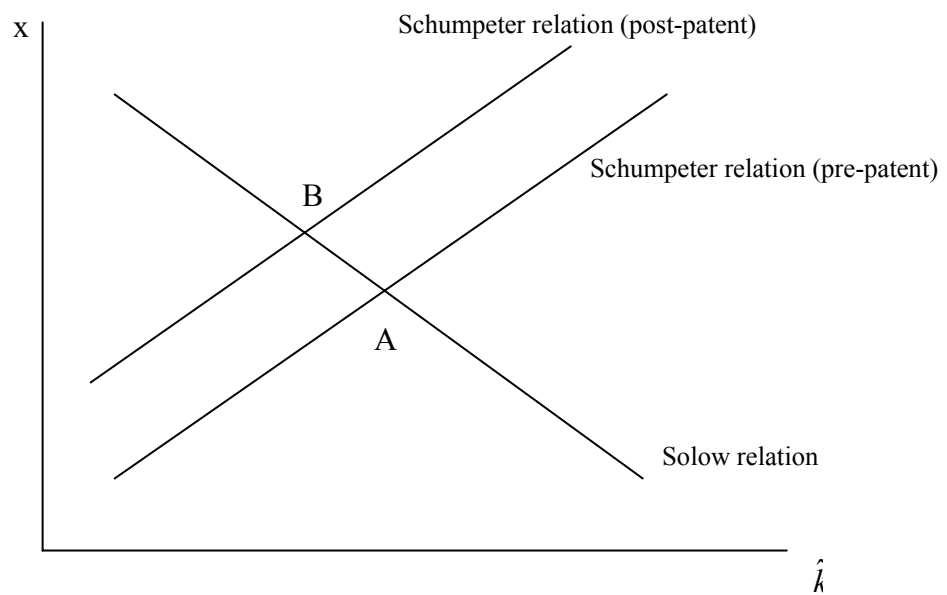 Schumpeter relation (post-patent)
x
Schumpeter relation (pre-patent)
B
A
Solow relation
k̂